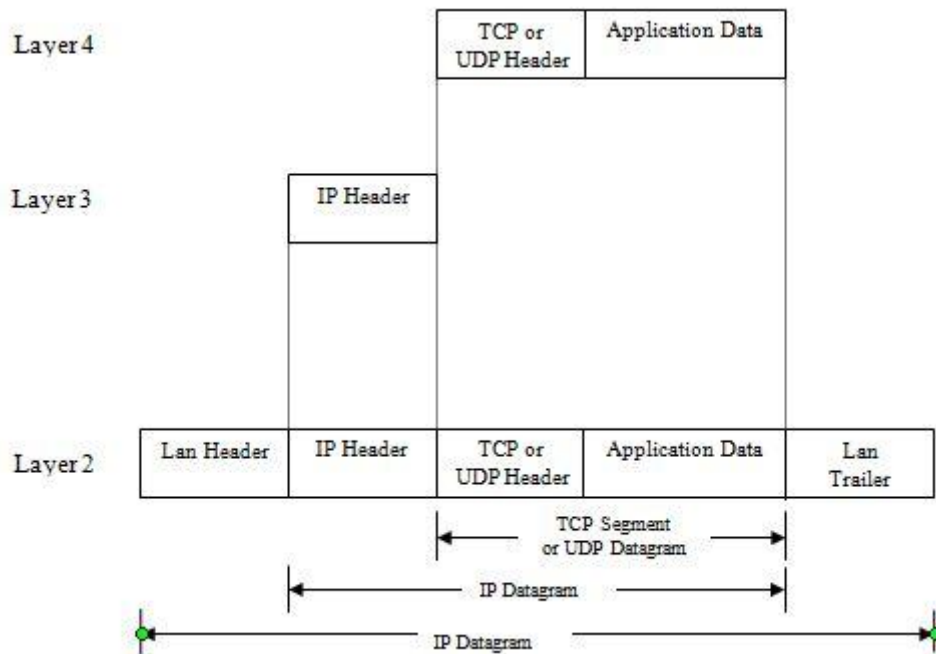 Layer 4
TCP or
UDP Header
Application Data
Layer 3
IP Header
Layer 2
Lan Header
IP Header
TCP or
UDP Header
Application Data
Lan
Trailer
TCP Segment
or UDP Datagram
IP Datagram
IP Datagram